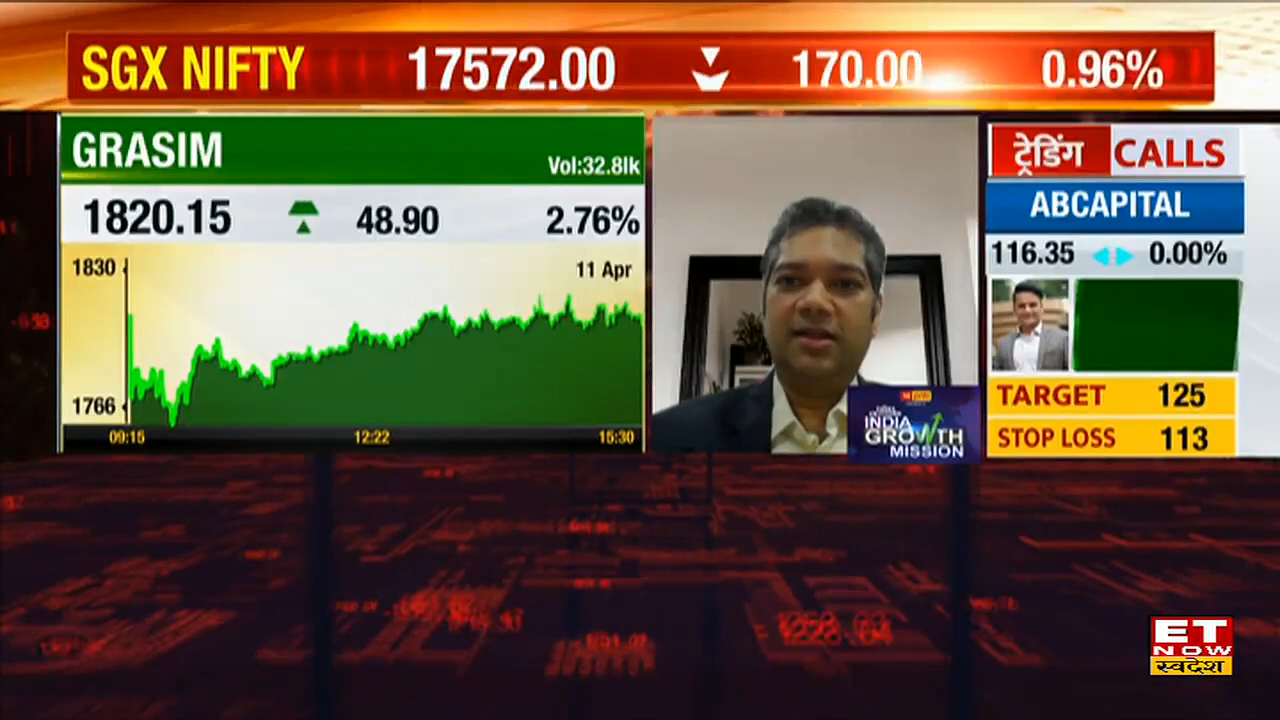 SGX NIFTY 17572.00 170.00 0.96%
GRASIM
Vol:32.8lk
1820.15 48.90 2.76%
1830
11 Apr
1766
09:15 12:22 15:30
INDIA
GROWTH
MISSION
ट्रेडिंग CALLS
ABCAPITAL
116.35 0.00%
TARGET 125
STOP LOSS 113
ET
NOW
स्वदेश